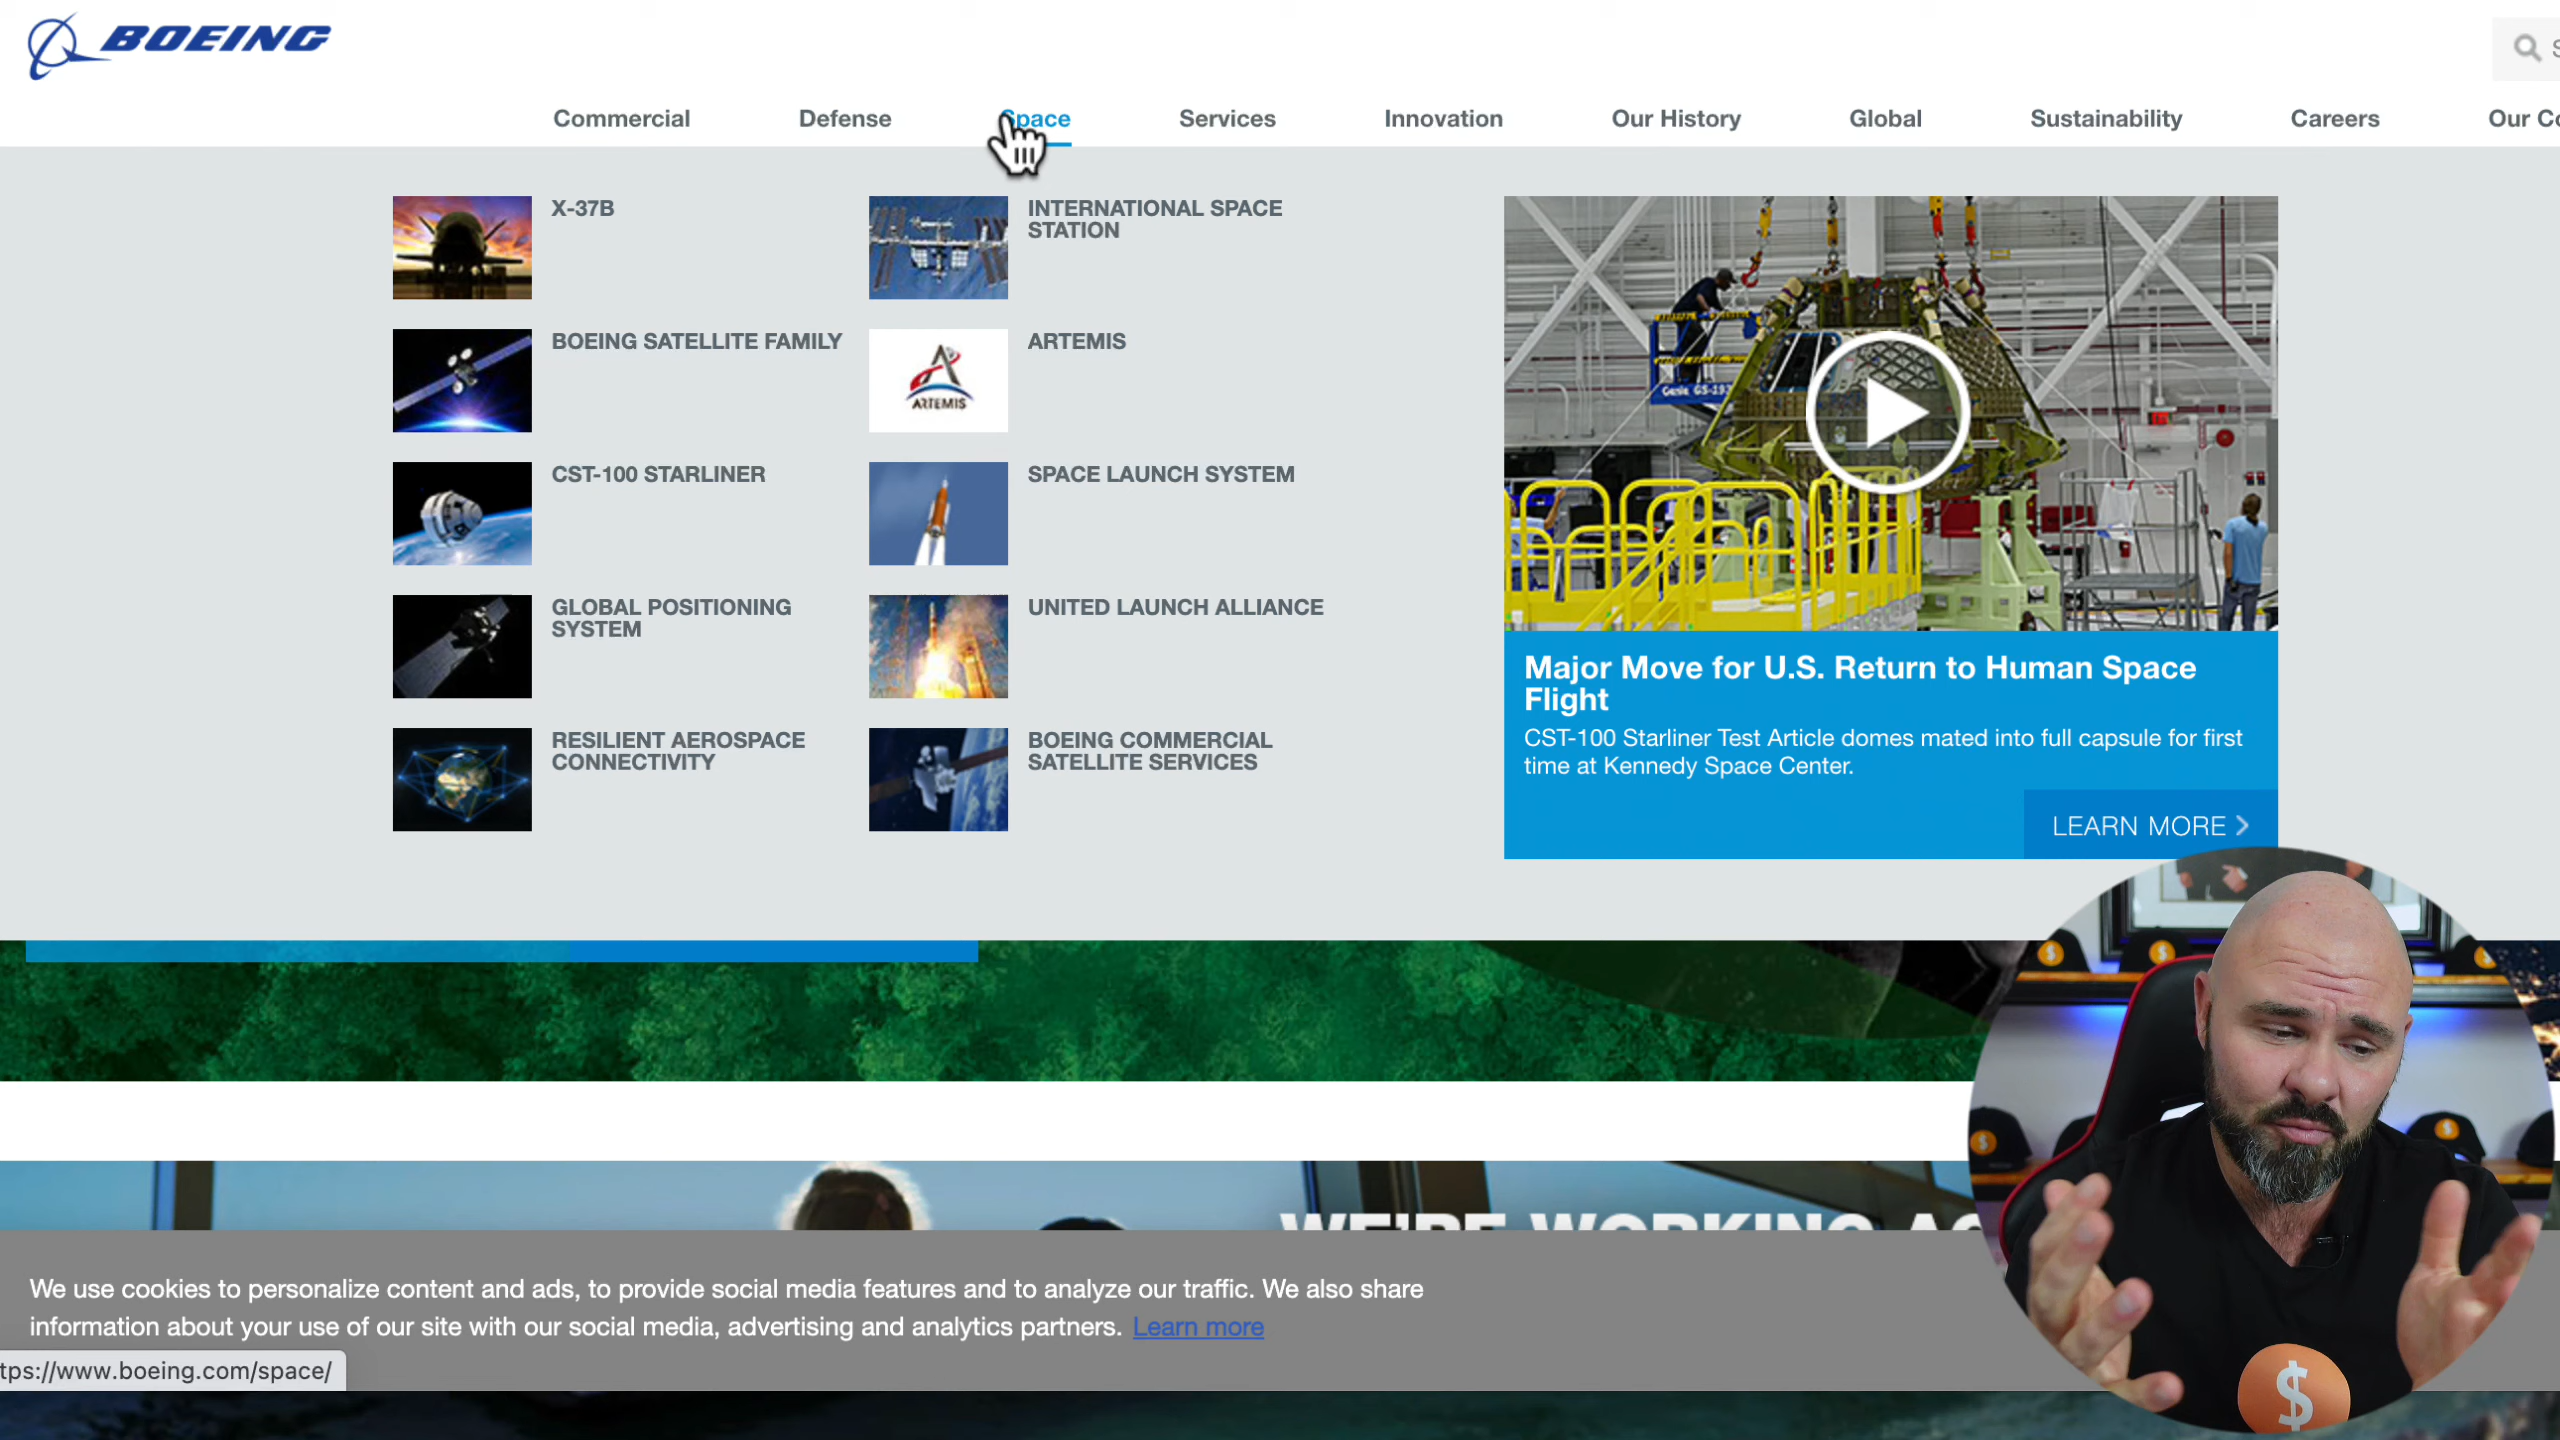 BOEING
Commercial
Defense
Space
Services
Innovation
Our History
Global
Sustainability
Careers
X-37B
INTERNATIONAL SPACE
STATION
BOEING SATELLITE FAMILY
ARTEMIS
ARTEMIS
CST-100 STARLINER
SPACE LAUNCH SYSTEM
GLOBAL POSITIONING
SYSTEM
UNITED LAUNCH ALLIANCE
RESILIENT AEROSPACE
CONNECTIVITY
BOEING COMMERCIAL
SATELLITE SERVICES
Major Move for U.S. Return to Human Space
Flight
CST-100 Starliner Test Article domes mated into full capsule for first
time at Kennedy Space Center.
LEARN MORE
WE'RE WORKING
We use cookies to personalize content and ads, to provide social media features and to analyze our traffic. We also share
information about your use of our site with our social media, advertising and analytics partners. Learn more
tps://www.boeing.com/space/
$